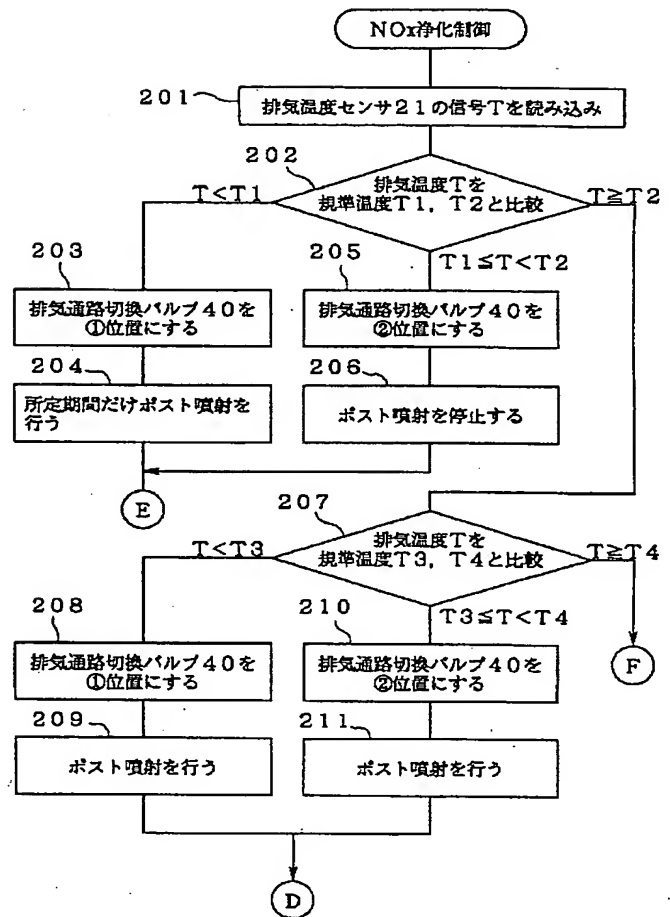 NOx浄化制御
201
排気温度センサ21の信号Tを読み込み
202
T<T1
排気温度Tを
規準温度T1,T2と比較
T≧T2
T1≦T<T2
203
排気通路切換バルブ40を
①位置にする
205
排気通路切換バルブ40を
②位置にする
204
所定期間だけポスト噴射を
行う
206
ポスト噴射を停止する
E
207
T<T3
排気温度Tを
規準温度T3,T4と比較
T≧T4
T3≦T<T4
208
排気通路切換バルブ40を
①位置にする
210
排気通路切換バルブ40を
②位置にする
F
209
ポスト噴射を行う
211
ポスト噴射を行う
D